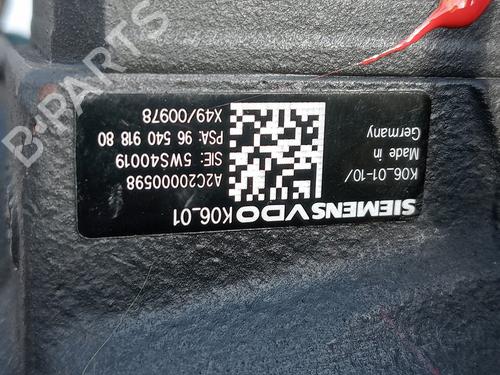 SIEMENS VDO
K06_01-10/ K06_01
Made in
Germany
A2C20000598
SIE: 5WS40019
PSA: 96 540 918 80
X49/00978
B-PARTS